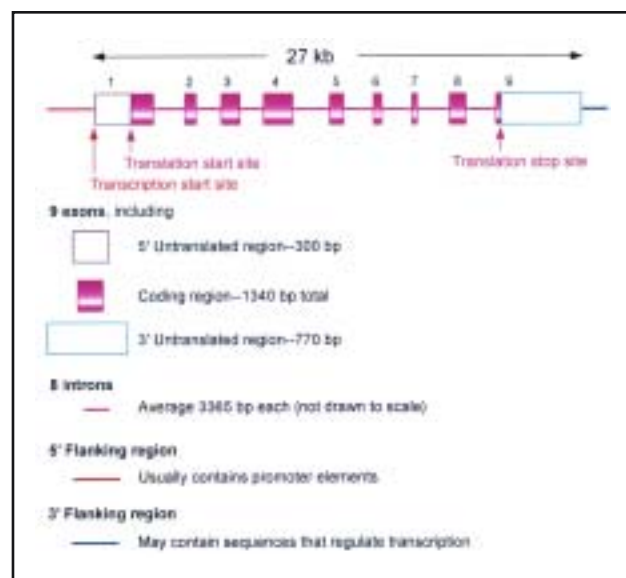 27 kb
1 2 3 4 5 6 7 8 9
Translation start site
Translation stop site
Transcription start site
9 exons, including
5' Untranslated region--300 bp
Coding region--1340 bp total
3' Untranslated region--770 bp
8 introns
Average 3365 bp each (not drawn to scale)
5' Flanking region
Usually contains promoter elements
3' Flanking region
May contain sequences that regulate transcription